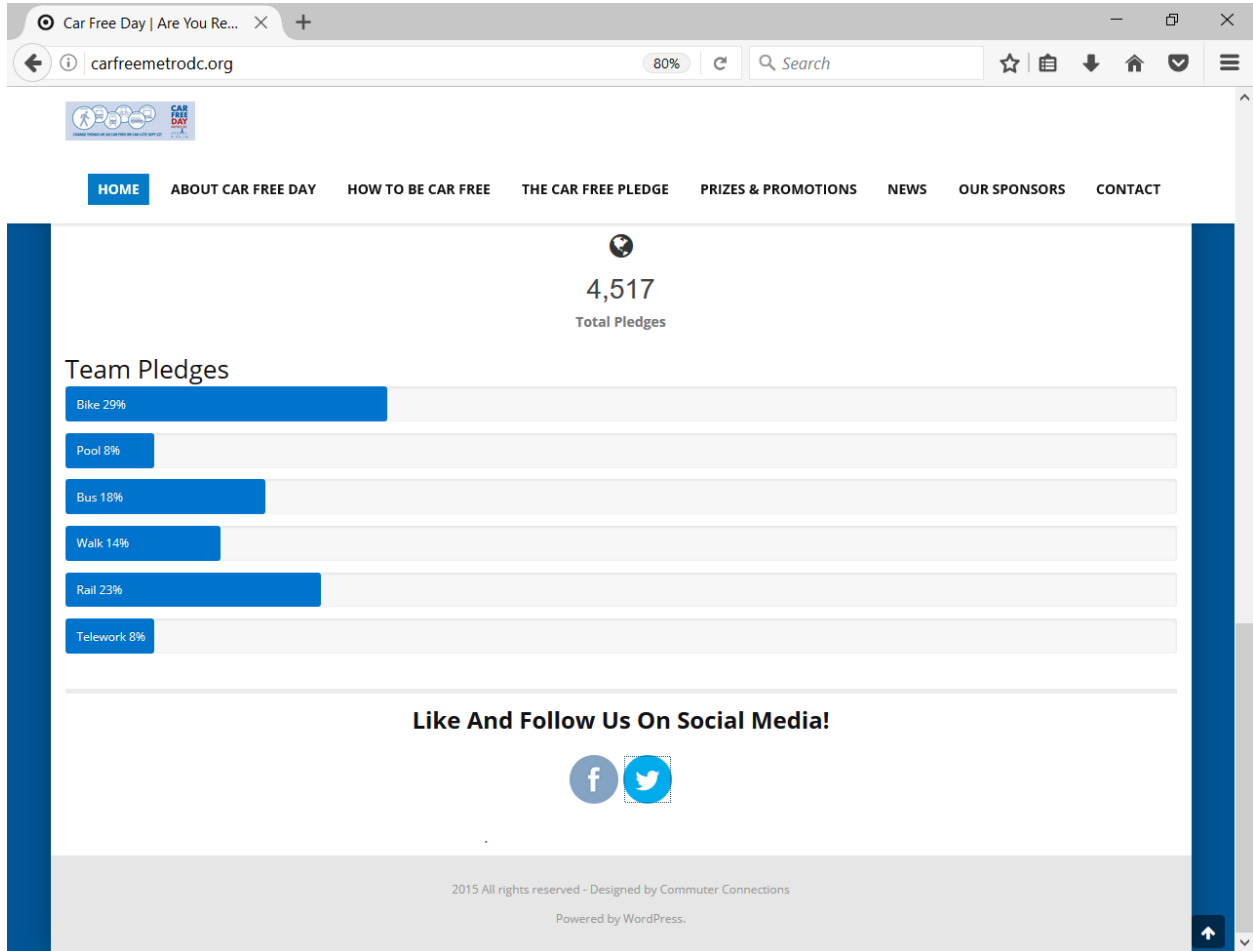 Car Free Day | Are You Re...
carfreemetrodc.org 80% Search
CAR
FREE
DAY
HOME ABOUT CAR FREE DAY HOW TO BE CAR FREE THE CAR FREE PLEDGE PRIZES & PROMOTIONS NEWS OUR SPONSORS CONTACT
4,517
Total Pledges
Team Pledges
Bike 29%
Pool 8%
Bus 18%
Walk 14%
Rail 23%
Telework 8%
Like And Follow Us On Social Media!
.
2015 All rights reserved - Designed by Commuter Connections
Powered by WordPress.